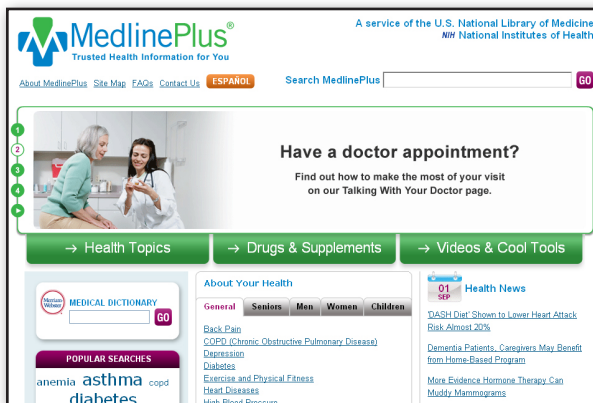 MedlinePlus®
Trusted Health Information for You
A service of the U.S. National Library of Medicine
NIH National Institutes of Health
About MedlinePlus Site Map FAQs Contact Us ESPAÑOL
Search MedlinePlus GO
1
2
3
4
Have a doctor appointment?
Find out how to make the most of your visit
on our Talking With Your Doctor page.
→ Health Topics → Drugs & Supplements → Videos & Cool Tools
Merriam
Webster
MEDICAL DICTIONARY
GO
POPULAR SEARCHES
anemia asthma copd
diabetes
About Your Health
General Seniors Men Women Children
Back Pain
COPD (Chronic Obstructive Pulmonary Disease)
Depression
Diabetes
Exercise and Physical Fitness
Heart Diseases
High Blood Pressure
01
SEP
Health News
'DASH Diet' Shown to Lower Heart Attack
Risk Almost 20%
Dementia Patients, Caregivers May Benefit
from Home-Based Program
More Evidence Hormone Therapy Can
Muddy Mammograms